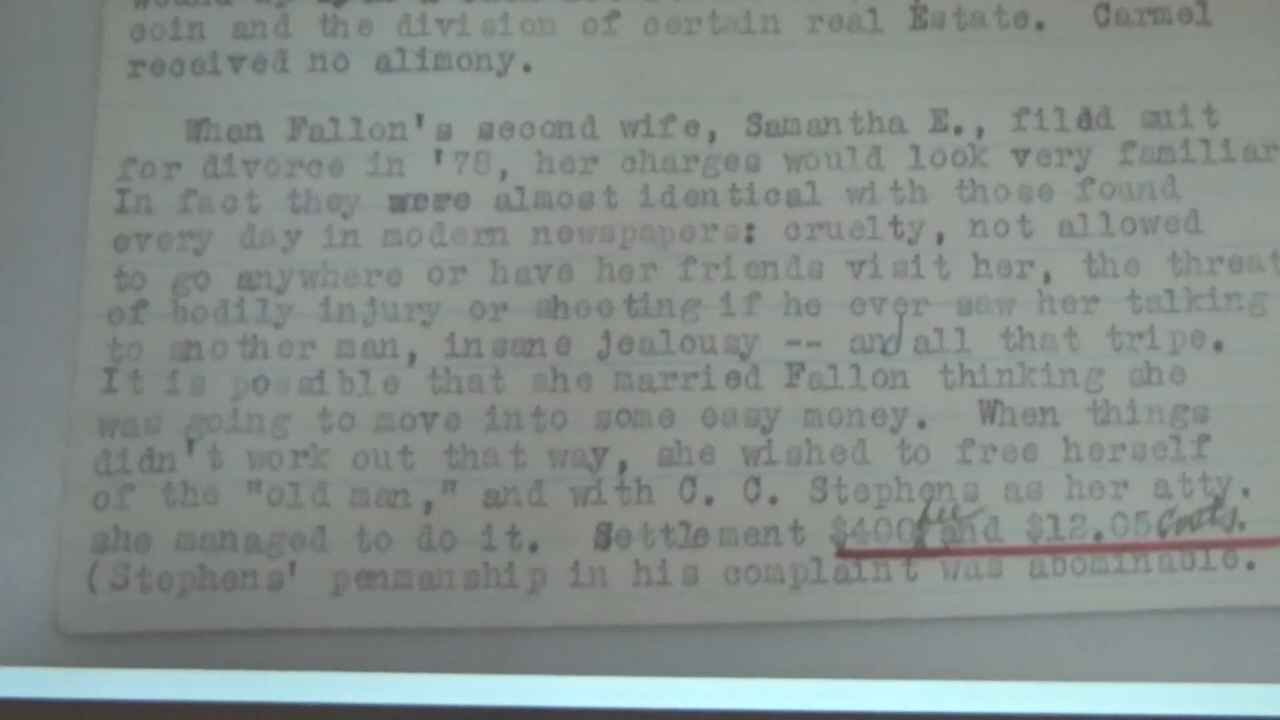 coin and the division of certain real Estate. Carmel
received no alimony.
When Fallon's second wife, Samantha E., fildd suit
for divorce in '78, her charges would look very familiar
In fact they were almost identical with those found
every day in modern newspapers: cruelty, not allowed
to go anywhere or have her friends visit her, the threat
of bodily injury or shooting if he ever saw her talking
to another man, insane jealousy -- and all that tripe.
It is possible that she married Fallon thinking she
was going to move into some easy money. When things
didn't work out that way, she wished to free herself
of the "old man," and with C. C. Stephens as her atty.
she managed to do it. Settlement $400 fee and $12.05 Costs.
(Stephens' penmanship in his complaint was abominable.